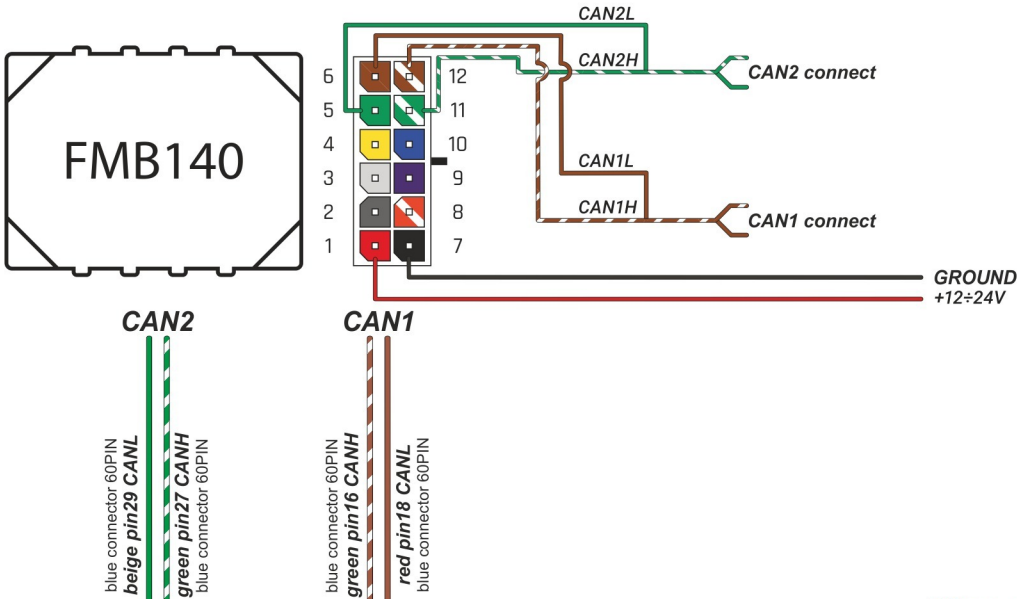 CAN2L
FMB140
6 12
5 11
4 10
3 9
2 8
1 7
CAN2H
CAN2 connect
CAN1L
CAN1H
CAN1 connect
GROUND
+12÷24V
CAN2
CAN1
blue connector 60PIN
beige pin29 CANL
green pin27 CANH
blue connector 60PIN
blue connector 60PIN
green pin16 CANH
red pin18 CANL
blue connector 60PIN